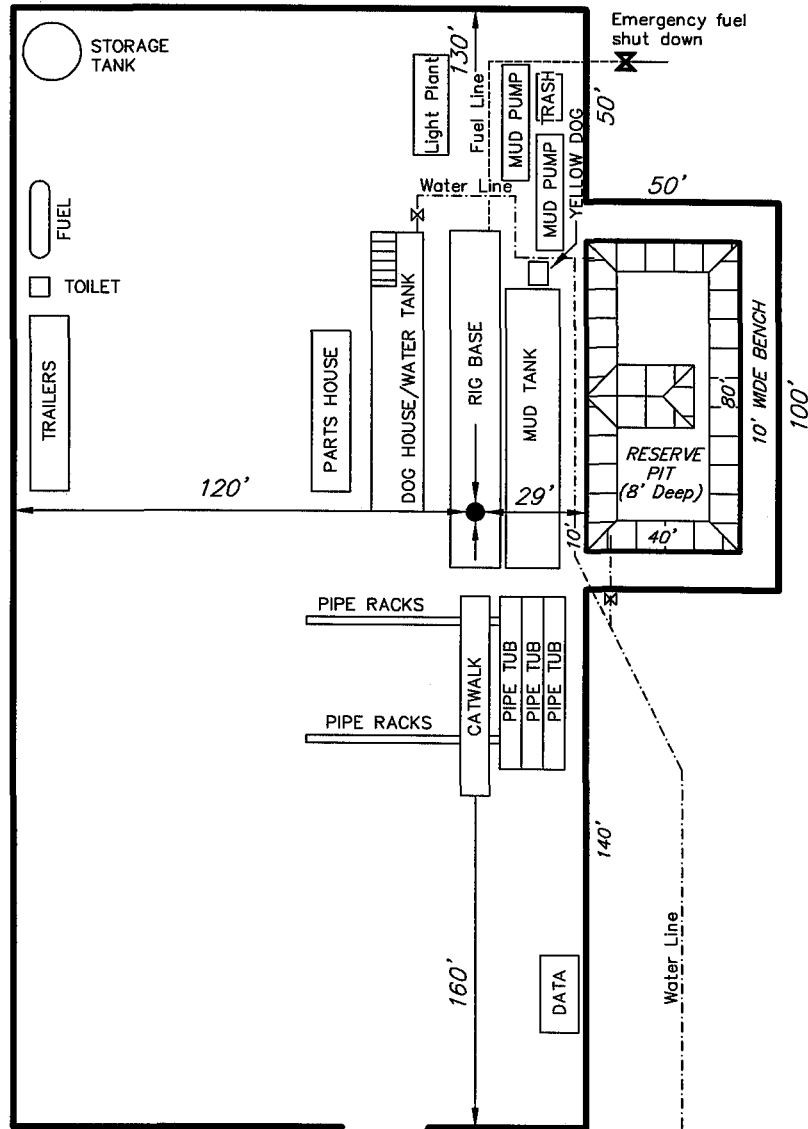 Emergency fuel
shut down
STORAGE
TANK
130'
Light Plant
Fuel Line
MUD PUMP
TRASH
50'
MUD PUMP
YELLOW DOG
Water Line
50'
FUEL
TOILET
TRAILERS
PARTS HOUSE
DOG HOUSE/WATER TANK
RIG BASE
MUD TANK
80'
10' WIDE BENCH
100'
RESERVE
PIT
(8' Deep)
120'
29'
10'
40'
PIPE RACKS
CATWALK
PIPE TUB
PIPE TUB
PIPE TUB
PIPE RACKS
140'
160'
DATA
Water Line